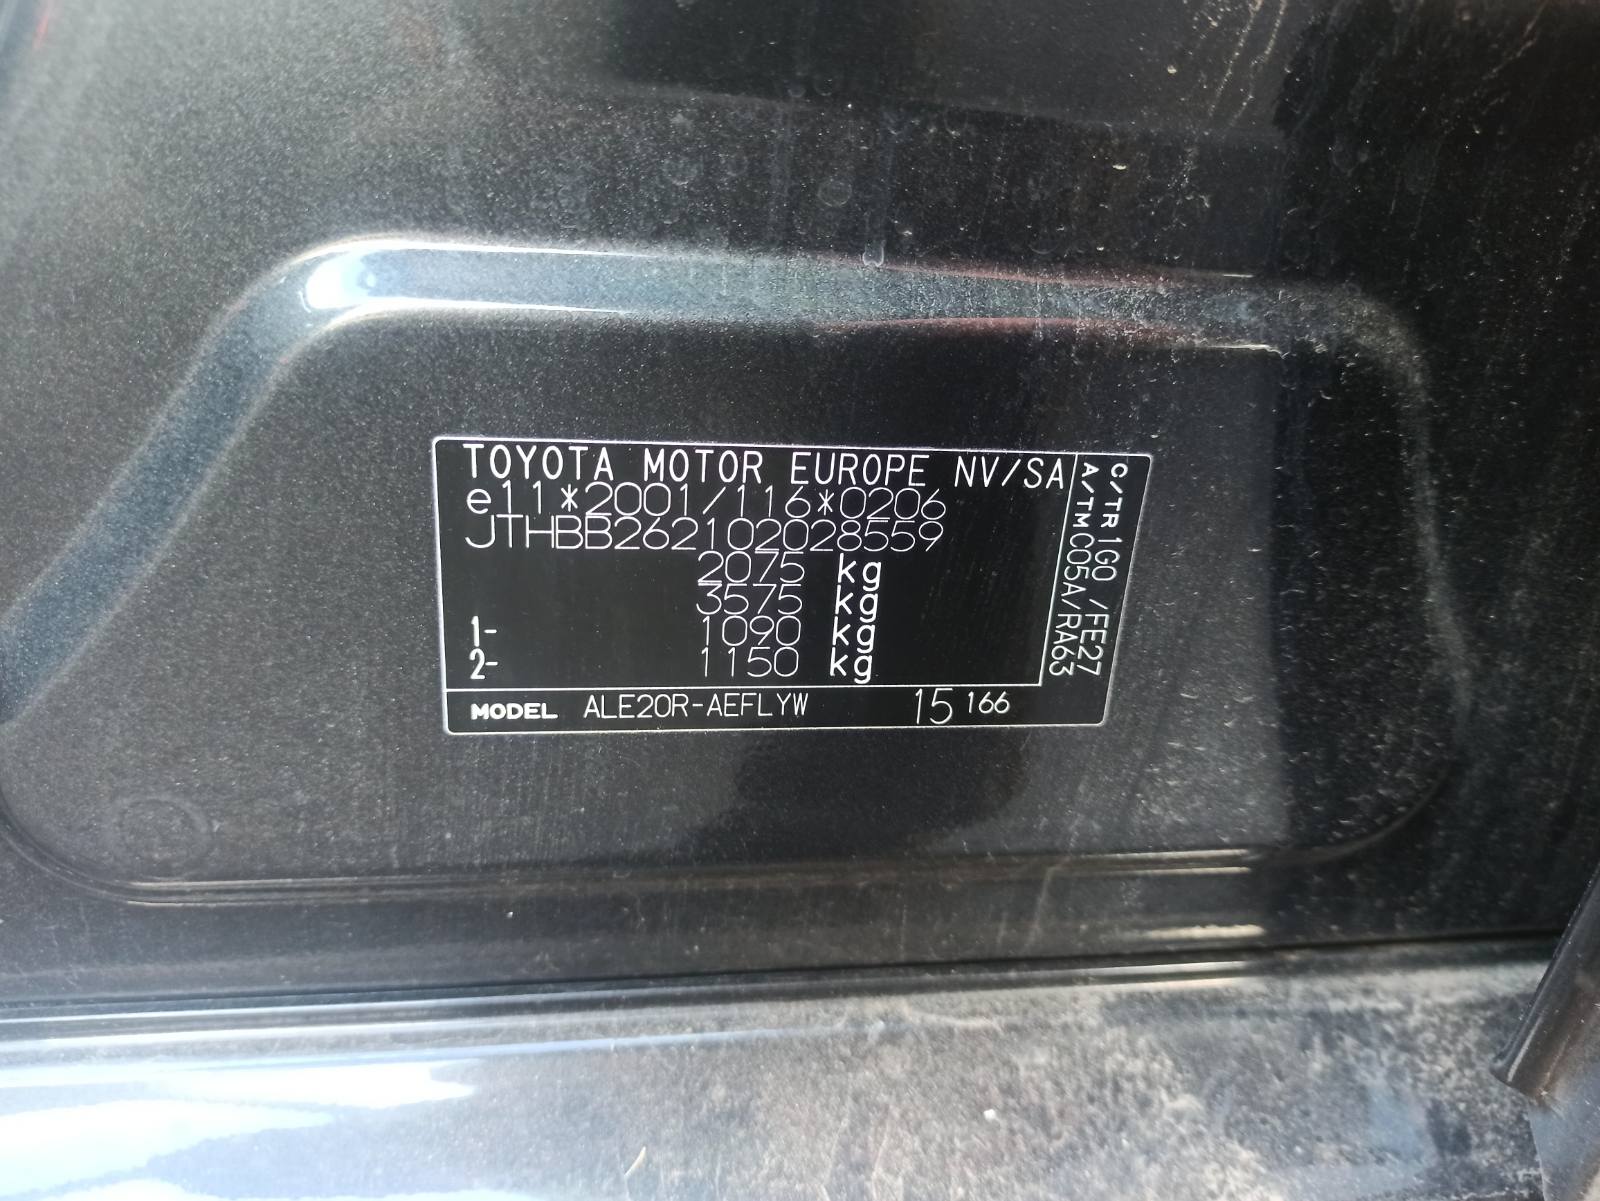 TOYOTA MOTOR EUROPE NV/SA
e11*2001/116*0206
JTHBB262102028559
2075 kg
3575 kg
1- 1090 kg
2- 1150 kg
MODEL ALE20R-AEFLYW 15 166
C/TR 1G0 /FE27
A/TM C05A/RA63